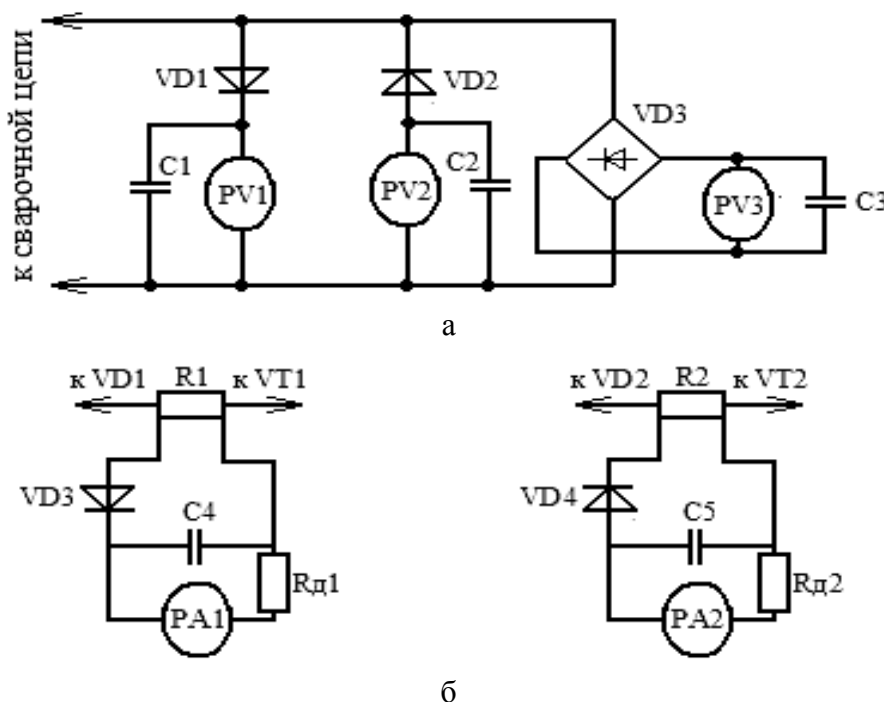 к сварочной цепи
VD1
VD2
VD3
C1
PV1
PV2
C2
PV3
C3
а
к VD1 R1 к VT1
VD3
C4
Rд1
PA1
к VD2 R2 к VT2
VD4
C5
Rд2
PA2
б